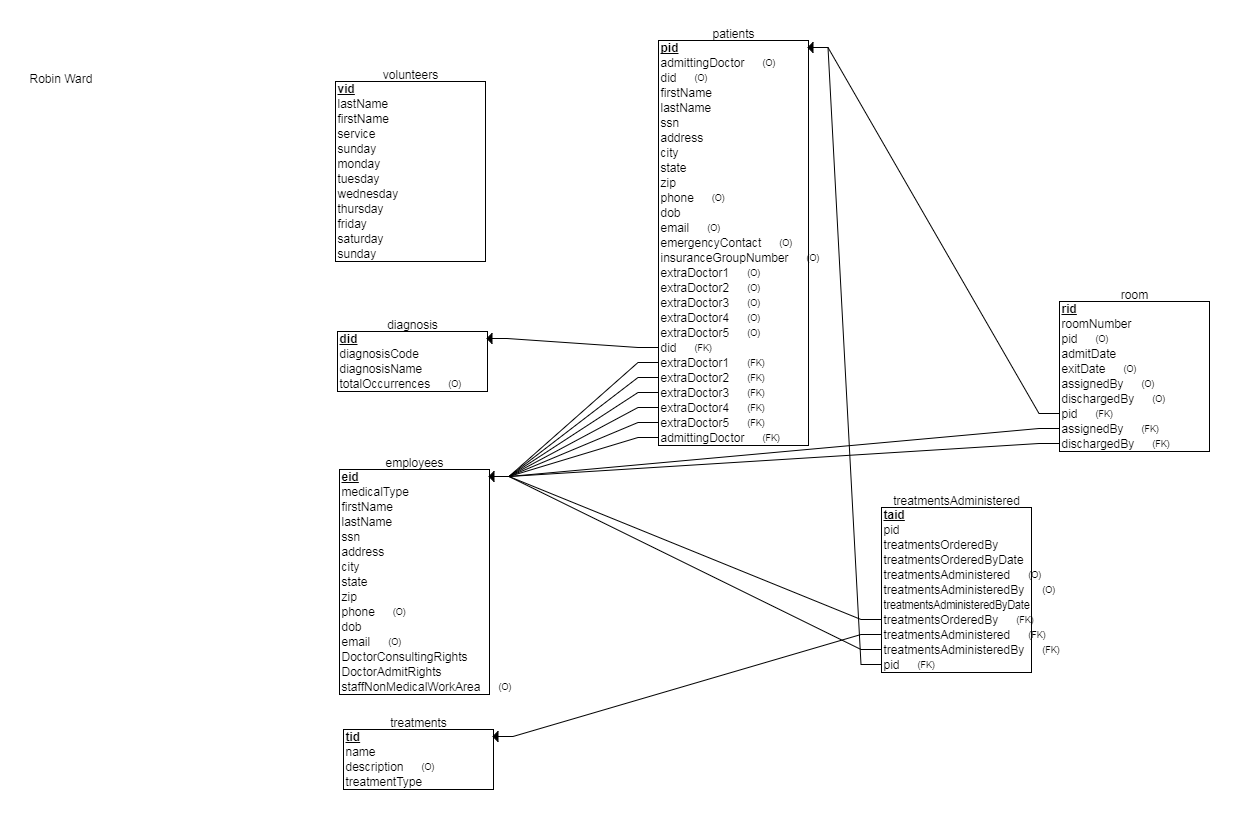 Robin Ward
volunteers
vid
lastName
firstName
service
sunday
monday
tuesday
wednesday
thursday
friday
saturday
sunday
diagnosis
did
diagnosisCode
diagnosisName
totalOccurrences (O)
employees
eid
medicalType
firstName
lastName
ssn
address
city
state
zip
phone (O)
dob
email (O)
DoctorConsultingRights
DoctorAdmitRights
staffNonMedicalWorkArea (O)
treatments
tid
name
description (O)
treatmentType
patients
pid
admittingDoctor (O)
did (O)
firstName
lastName
ssn
address
city
state
zip
phone (O)
dob
email (O)
emergencyContact (O)
insuranceGroupNumber (O)
extraDoctor1 (O)
extraDoctor2 (O)
extraDoctor3 (O)
extraDoctor4 (O)
extraDoctor5 (O)
did (FK)
extraDoctor1 (FK)
extraDoctor2 (FK)
extraDoctor3 (FK)
extraDoctor4 (FK)
extraDoctor5 (FK)
admittingDoctor (FK)
room
rid
roomNumber
pid (O)
admitDate
exitDate (O)
assignedBy (O)
dischargedBy (O)
pid (FK)
assignedBy (FK)
dischargedBy (FK)
treatmentsAdministered
taid
pid
treatmentsOrderedBy
treatmentsOrderedByDate
treatmentsAdministered (O)
treatmentsAdministeredBy (O)
treatmentsAdministeredByDate
treatmentsOrderedBy (FK)
treatmentsAdministered (FK)
treatmentsAdministeredBy (FK)
pid (FK)